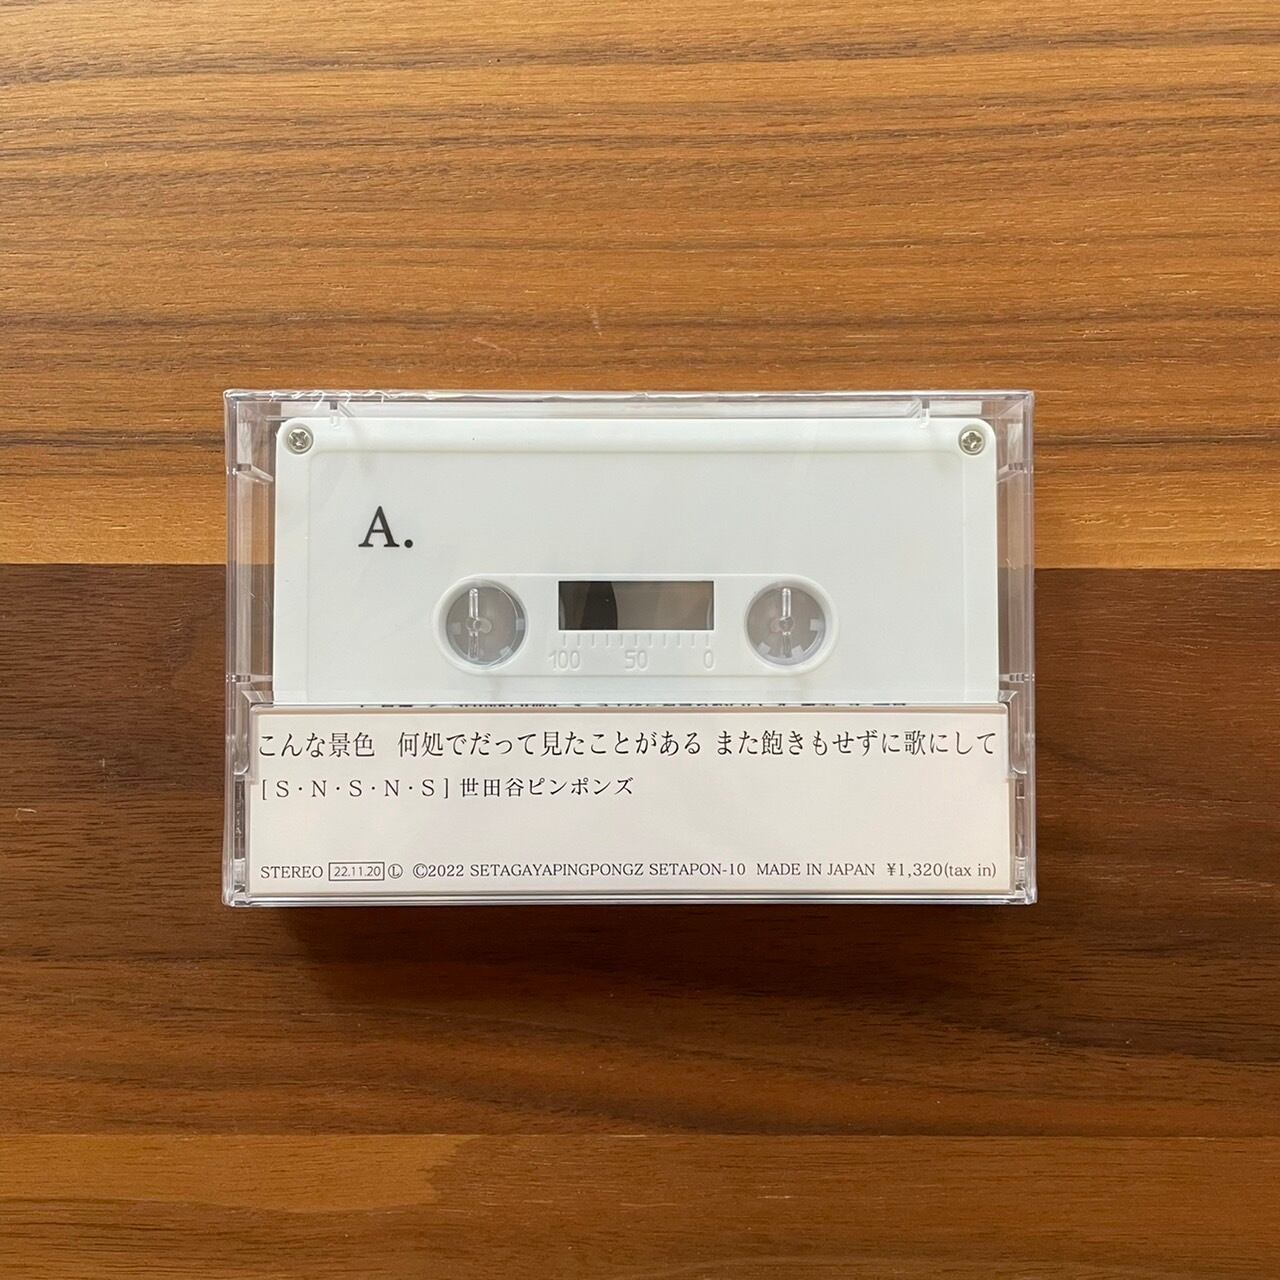 A.
100 50 0
こんな景色　何処でだって見たことがある また飽きもせずに歌にして
[ S・N・S・N・S ] 世田谷ピンポンズ
STEREO 22.11.20 Ⓛ ©2022 SETAGAYAPINGPONGZ SETAPON-10 MADE IN JAPAN ¥1,320(tax in)